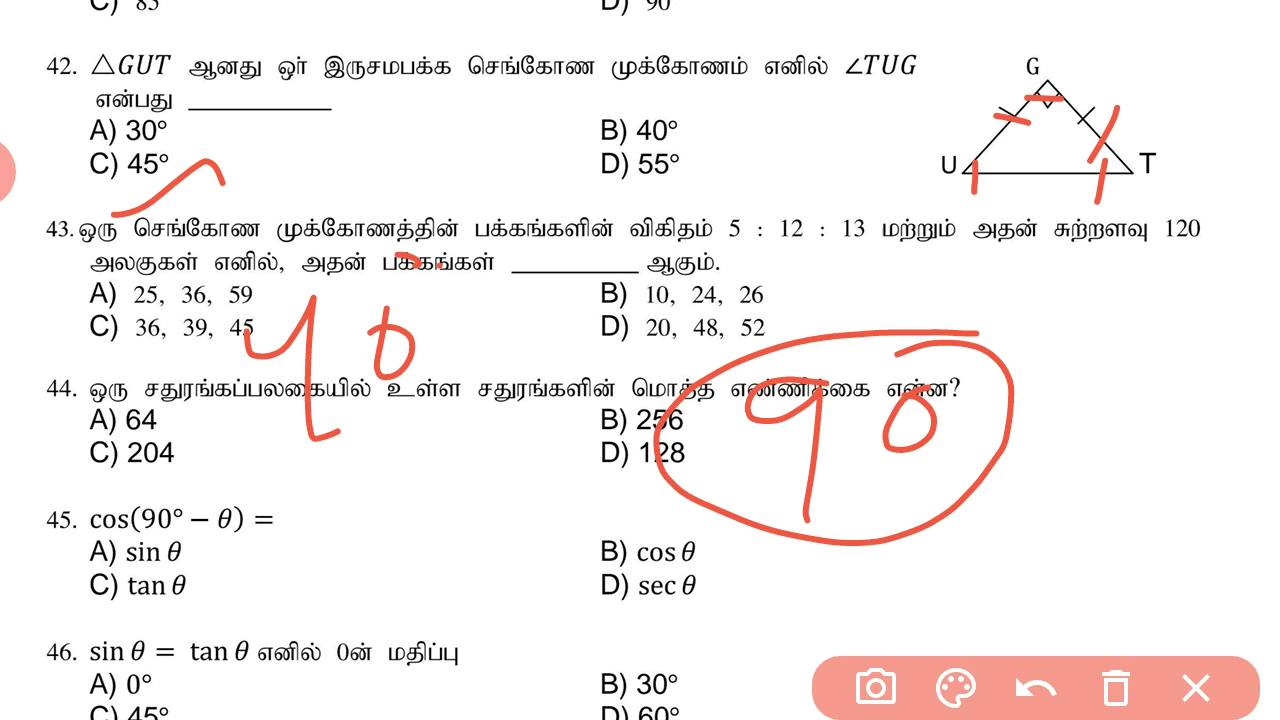 C) 85 D) 90
42. △GUT ஆனது ஓர் இருசமபக்க செங்கோண முக்கோணம் எனில் ∠TUG
என்பது ____________
A) 30° B) 40°
C) 45° D) 55°
G
U T
43. ஒரு செங்கோண முக்கோணத்தின் பக்கங்களின் விகிதம் 5 : 12 : 13 மற்றும் அதன் சுற்றளவு 120
அலகுகள் எனில், அதன் பக்கங்கள் ___________ ஆகும்.
A) 25, 36, 59 B) 10, 24, 26
C) 36, 39, 45 D) 20, 48, 52
90
90
44. ஒரு சதுரங்கப்பலகையில் உள்ள சதுரங்களின் மொத்த எண்ணிக்கை என்ன?
A) 64 B) 256
C) 204 D) 128
45. cos(90° − θ) =
A) sin θ B) cos θ
C) tan θ D) sec θ
46. sin θ = tan θ எனில் 0ன் மதிப்பு
A) 0° B) 30°
C) 45° D) 60°